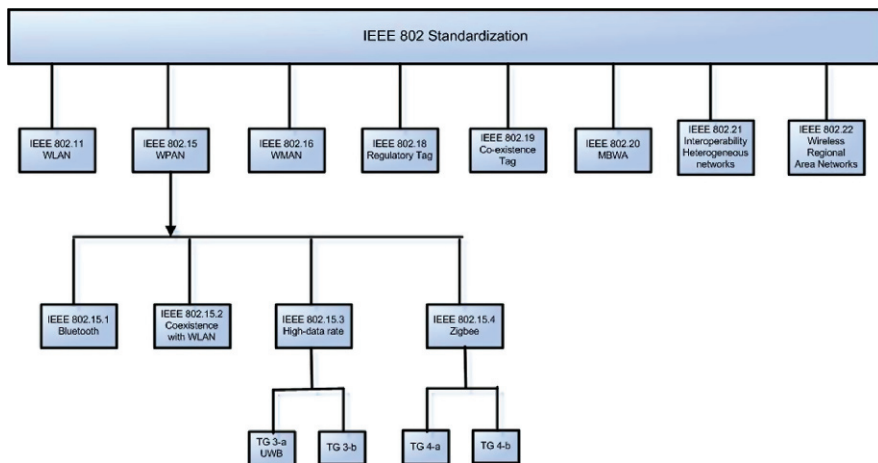 IEEE 802 Standardization
IEEE 802.11
WLAN
IEEE 802.15
WPAN
IEEE 802.16
WMAN
IEEE 802.18
Regulatory Tag
IEEE 802.19
Co-existence
Tag
IEEE 802.20
MBWA
IEEE 802.21
Interoperability
Heterogeneous
networks
IEEE 802.22
Wireless
Regional
Area Networks
IEEE 802.15.1
Bluetooth
IEEE 802.15.2
Coexistence
with WLAN
IEEE 802.15.3
High-data rate
IEEE 802.15.4
Zigbee
TG 3-a
UWB
TG 3-b
TG 4-a
TG 4-b